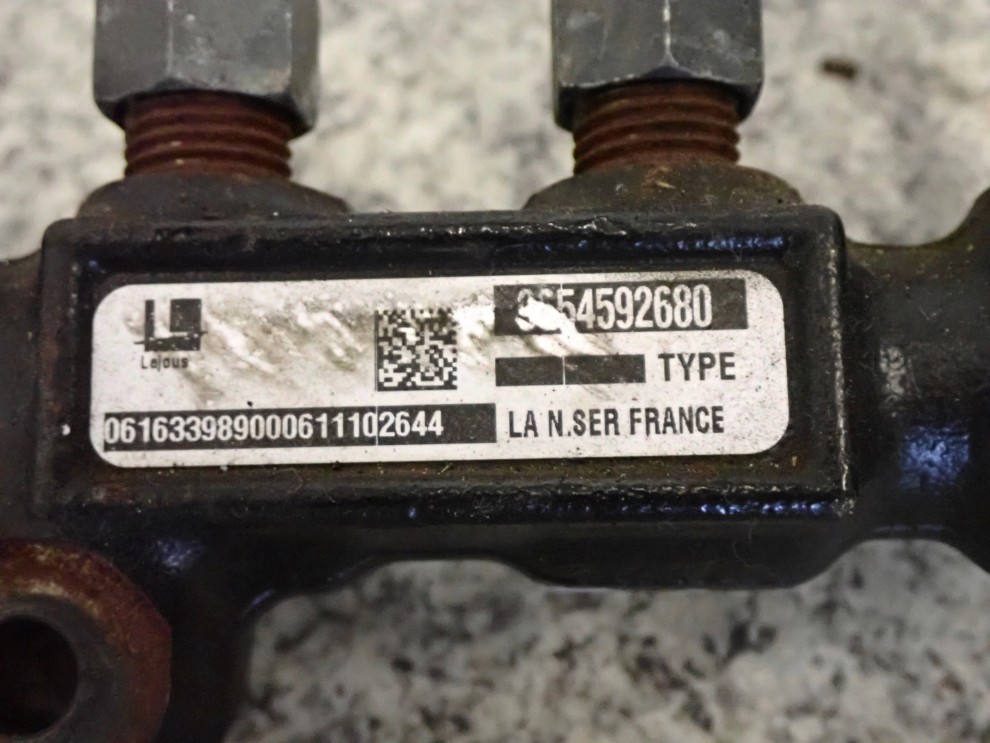 Lejous
9654592680
TYPE
061633989000611102644
LA N.SER FRANCE